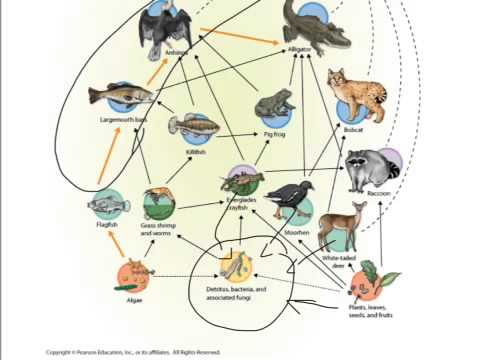 Anhinga
Alligator
Largemouth bass
Killifish
Pig frog
Bobcat
Raccoon
Flagfish
Grass shrimp
and worms
Everglades
crayfish
Moorhen
White-tailed
deer
Algae
Detritus, bacteria, and
associated fungi
Plants, leaves,
seeds, and fruits
Copyright © Pearson Education, Inc., or its affiliates. All Rights Reserved.